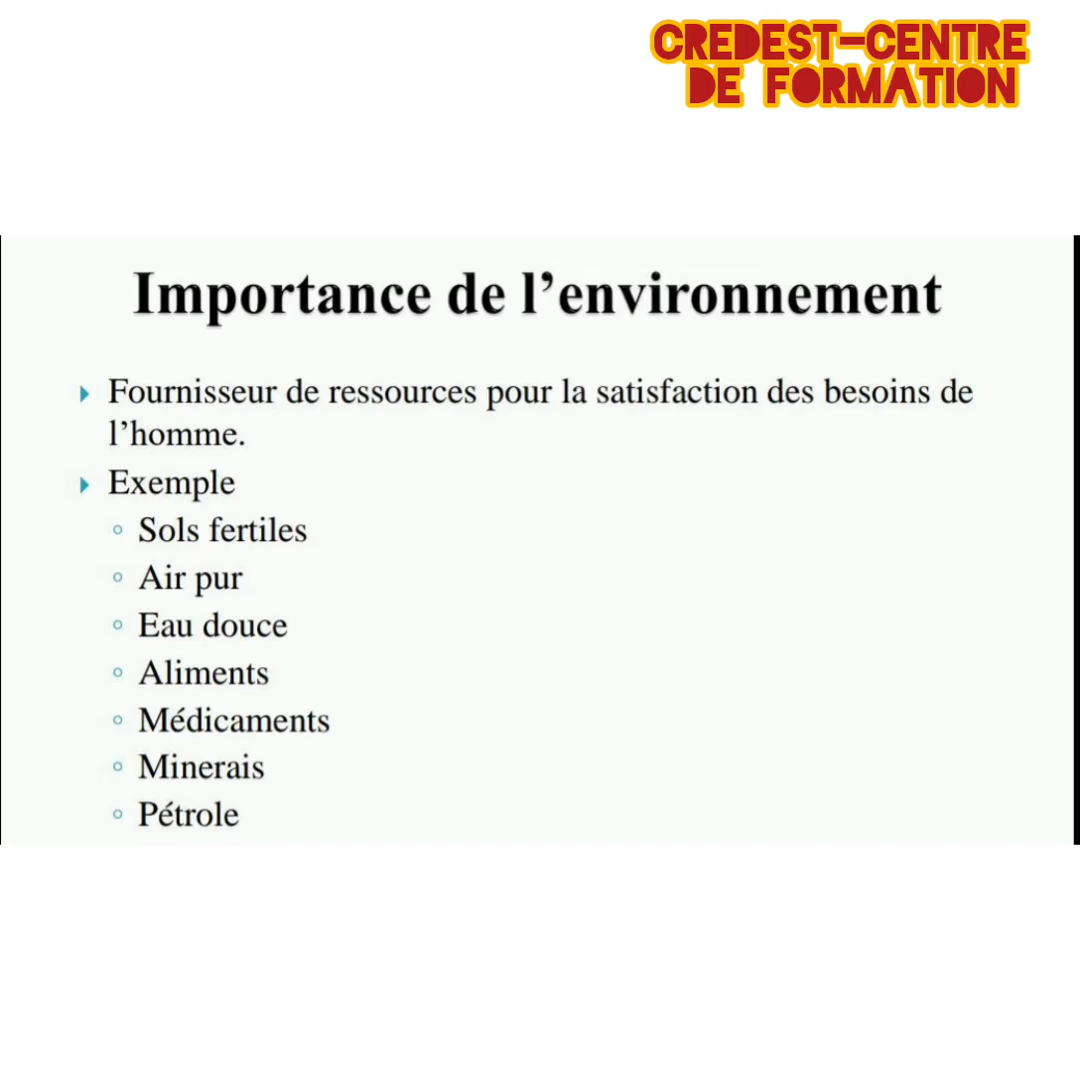 CREDEST-CENTRE
DE FORMATION
Importance de l’environnement
Fournisseur de ressources pour la satisfaction des besoins de
l’homme.
Exemple
Sols fertiles
Air pur
Eau douce
Aliments
Médicaments
Minerais
Pétrole